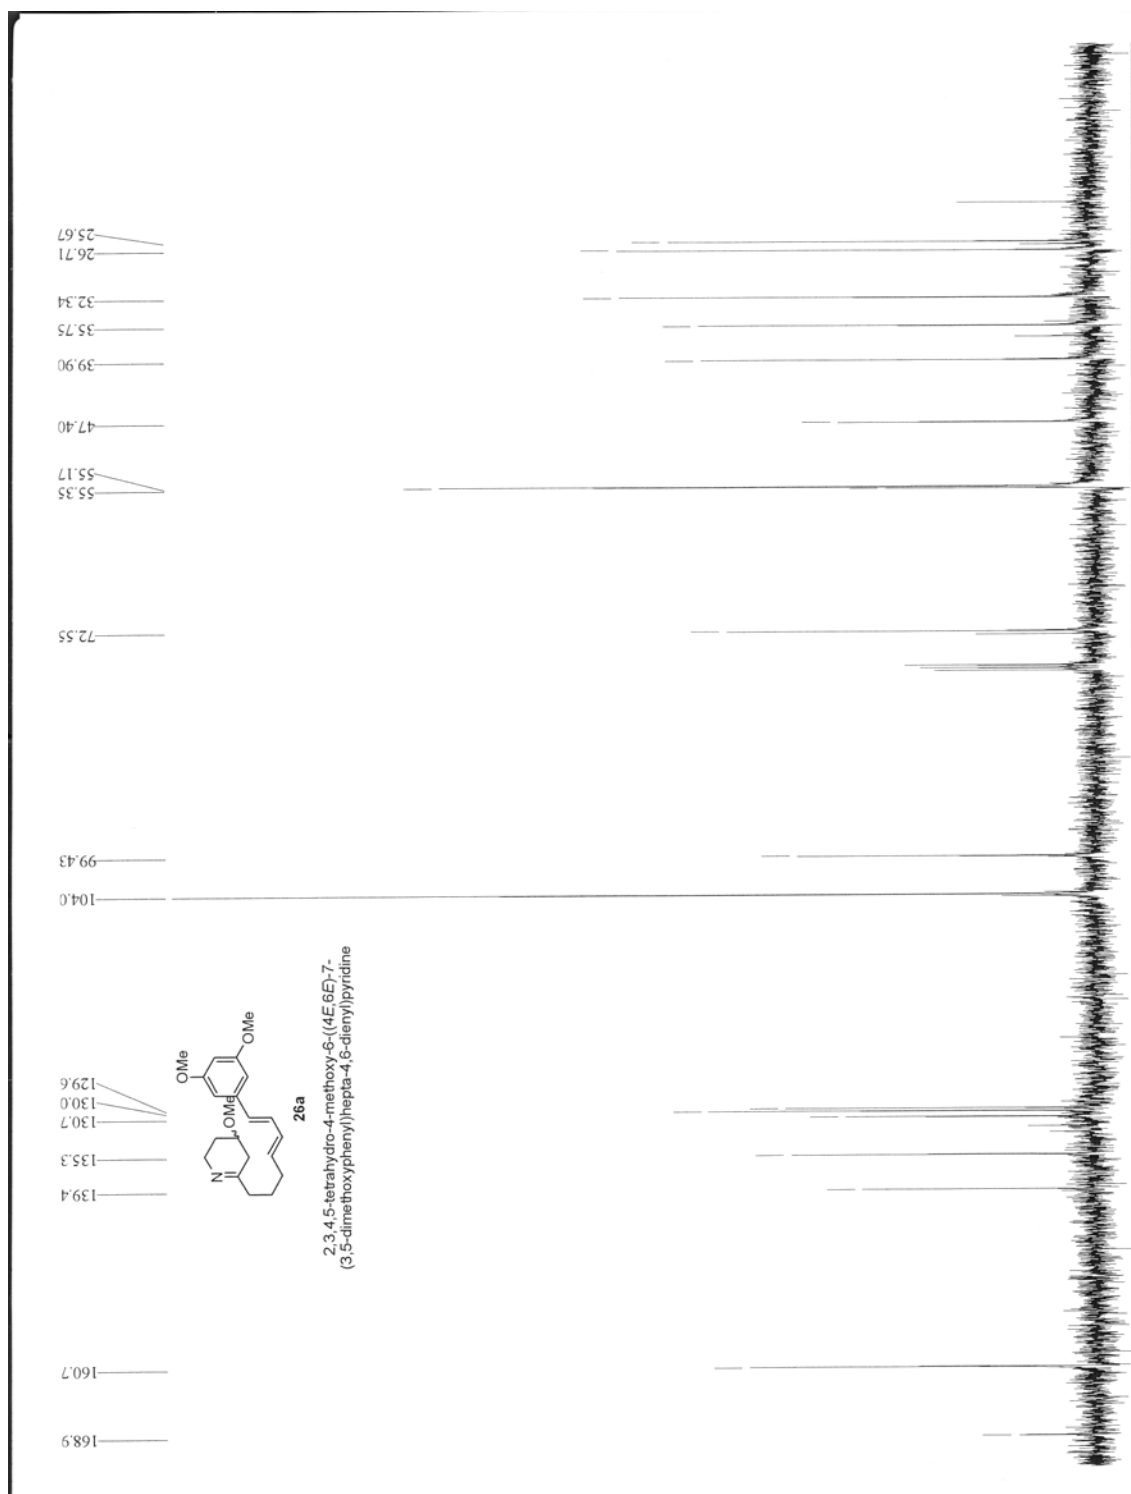 168.9
160.7
139.4
135.3
130.7
130.0
129.6
104.0
99.43
72.55
55.35
55.17
47.40
39.90
35.75
32.34
26.71
25.67
OMe
OMe
OMe
N
26a
2,3,4,5-tetrahydro-4-methoxy-6-((4E,6E)-7-
(3,5-dimethoxyphenyl)hepta-4,6-dienyl)pyridine